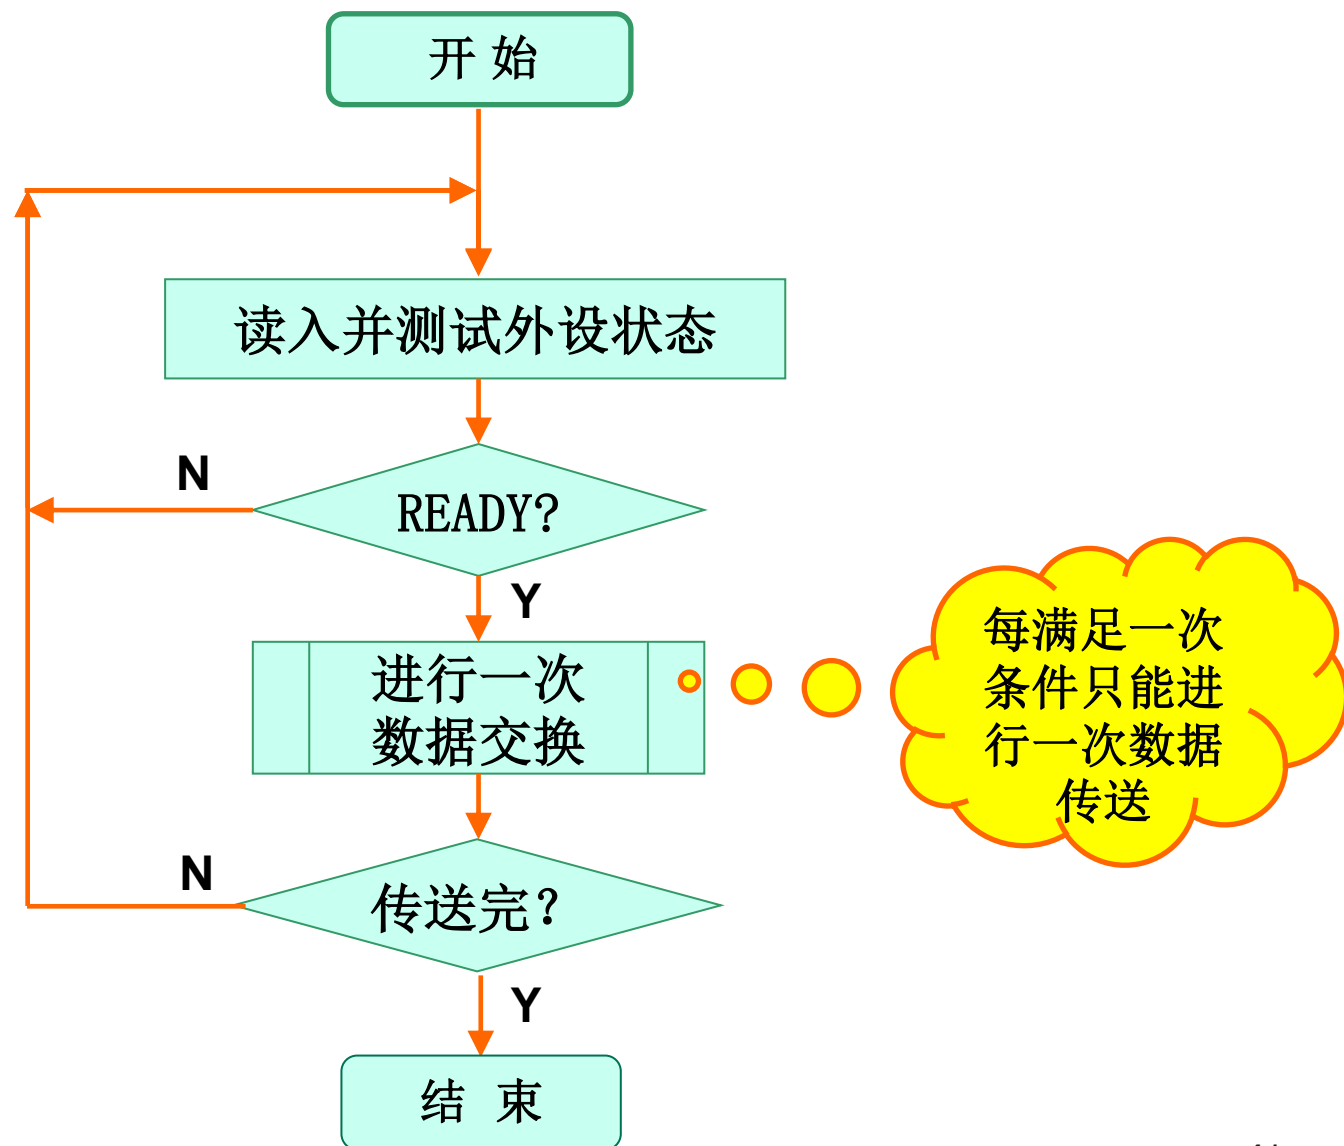 开 始
读入并测试外设状态
N
READY?
Y
进行一次
数据交换
每满足一次
条件只能进
行一次数据
传送
N
传送完?
Y
结 束